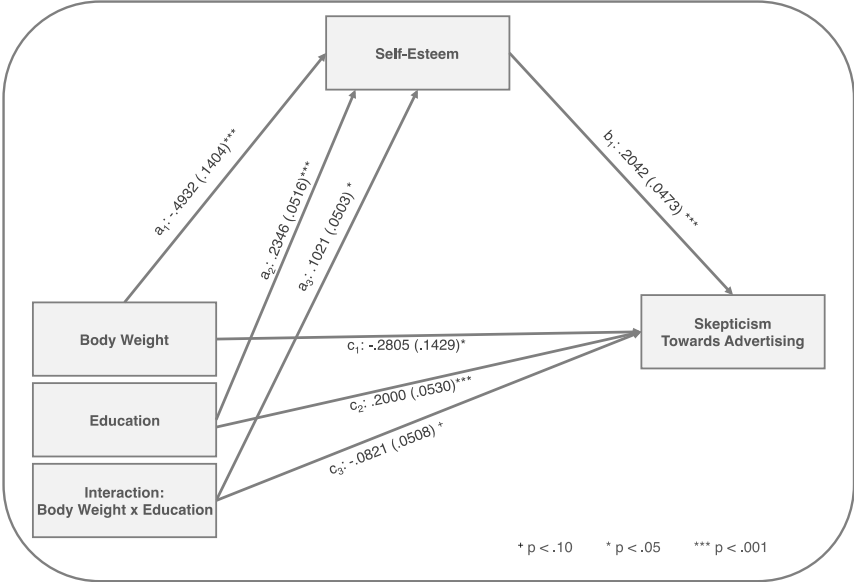 Self-Esteem
a₁: -.4932 (.1404)***
a₂: .2346 (.0516)***
a₃: .1021 (.0503) *
b₁: .2042 (.0473) ***
Body Weight
Education
Interaction:
Body Weight x Education
c₁: -.2805 (.1429)*
c₂: .2000 (.0530)***
c₃: -.0821 (.0508) +
Skepticism
Towards Advertising
+ p < .10 * p < .05 *** p < .001